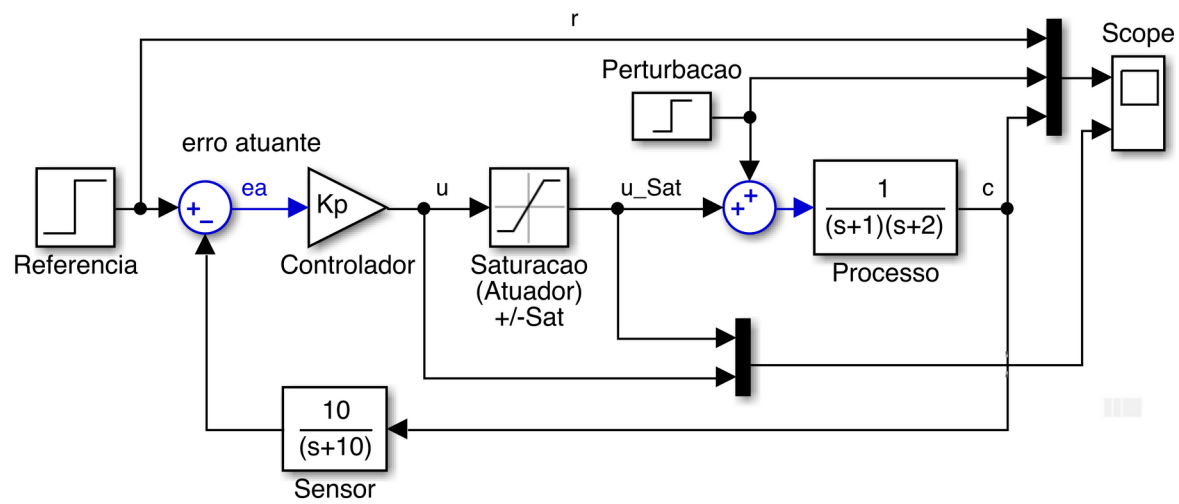 r
Scope
Perturbacao
erro atuante
+
−
ea
Kp
u
u_Sat
+
+
1
(s+1)(s+2)
c
Referencia
Controlador
Saturacao
(Atuador)
+/-Sat
Processo
10
(s+10)
Sensor